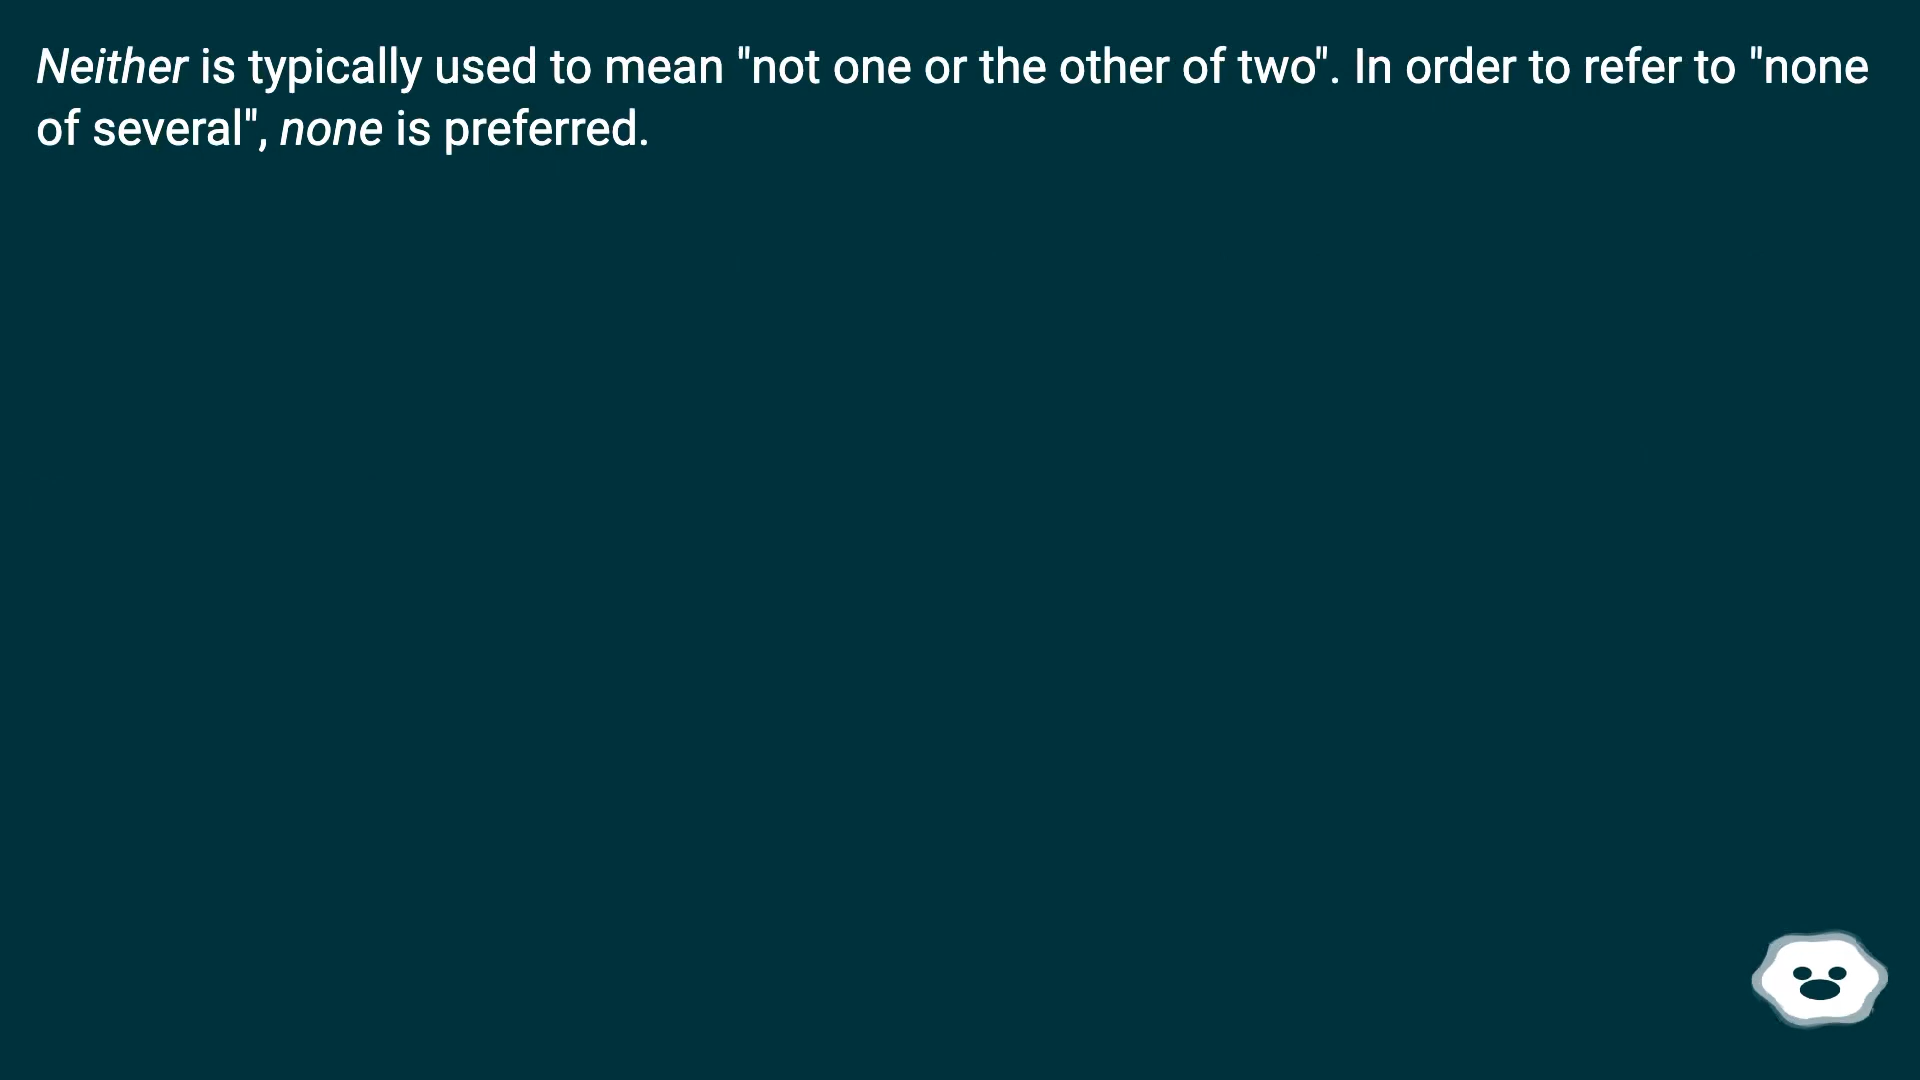 Neither is typically used to mean "not one or the other of two". In order to refer to "none
of several", none is preferred.